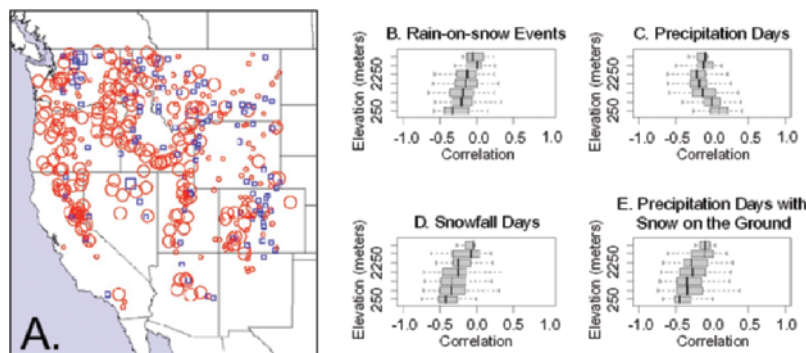 A.
B. Rain-on-snow Events
Elevation (meters)
250
2250
-1.0
-0.5
0.0
0.5
1.0
Correlation
C. Precipitation Days
Elevation (meters)
250
2250
-1.0
-0.5
0.0
0.5
1.0
Correlation
D. Snowfall Days
Elevation (meters)
250
2250
-1.0
-0.5
0.0
0.5
1.0
Correlation
E. Precipitation Days with
Snow on the Ground
Elevation (meters)
250
2250
-1.0
-0.5
0.0
0.5
1.0
Correlation